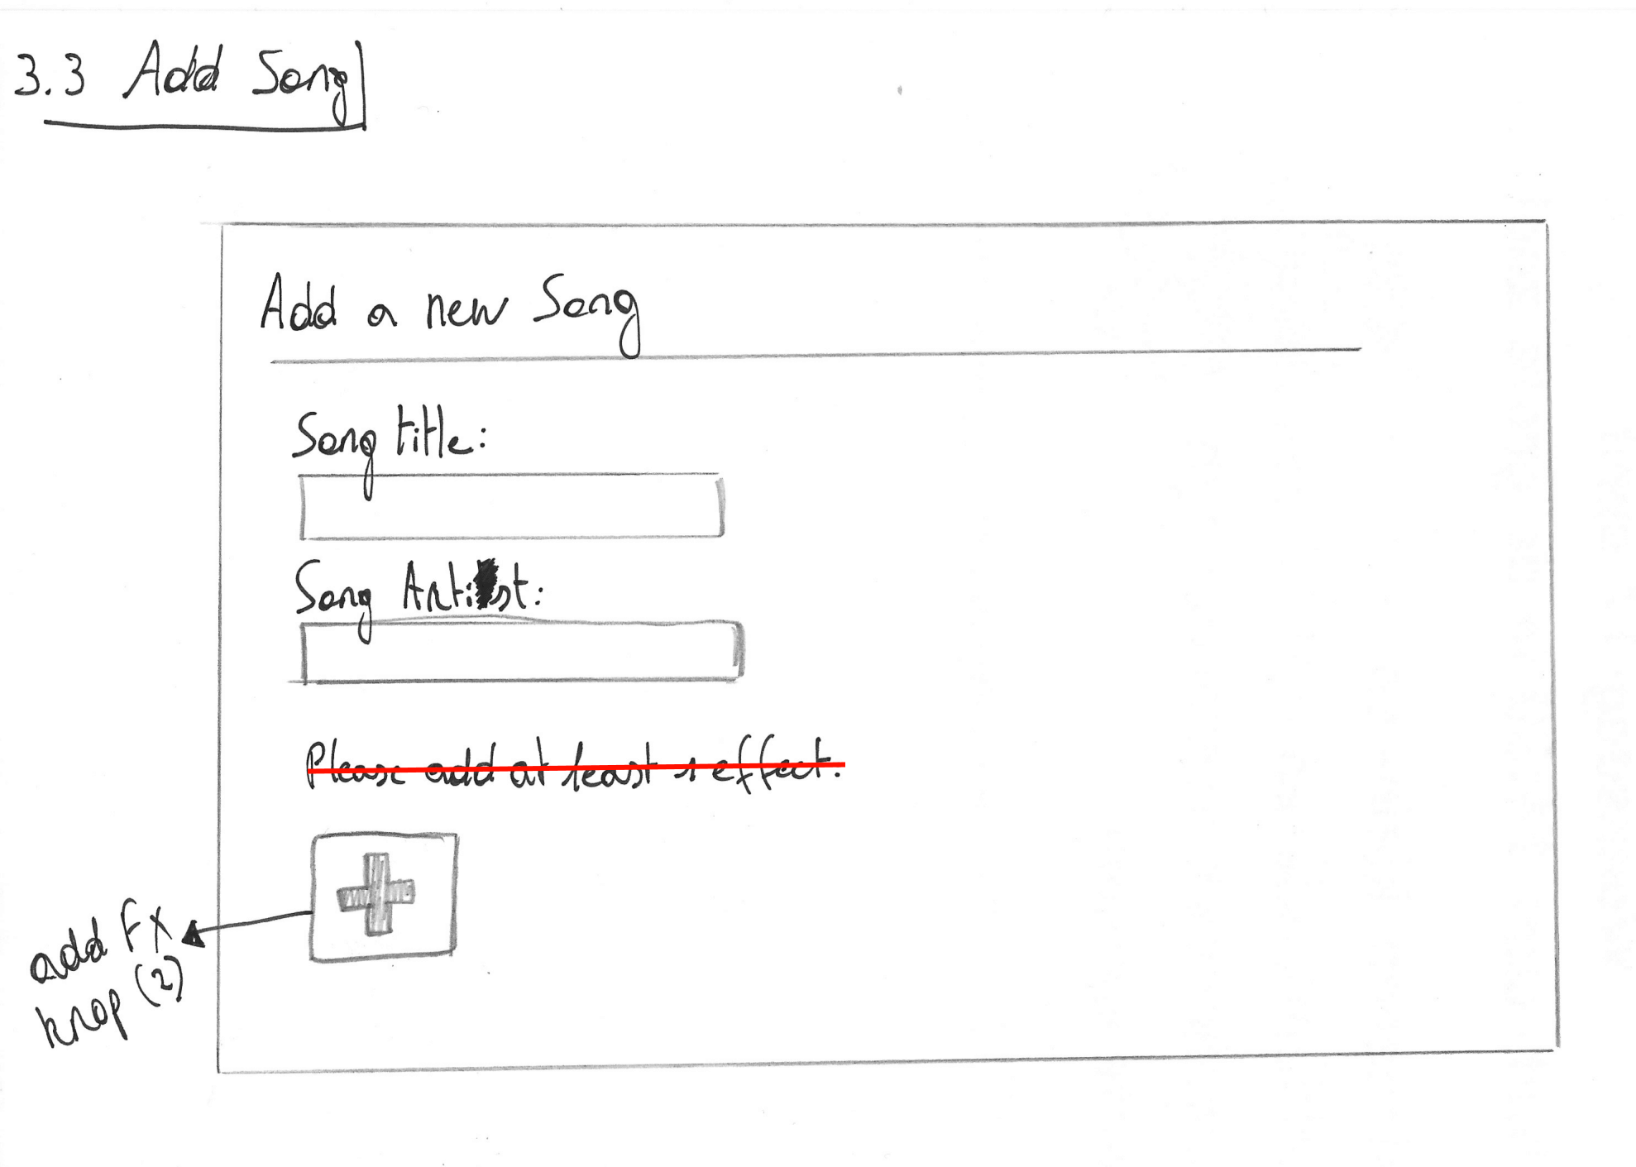 3.3 Add Song
Add a new Song
Song title:
Song Artist:
Please add at least 1 effect.
add FX
knop (2)